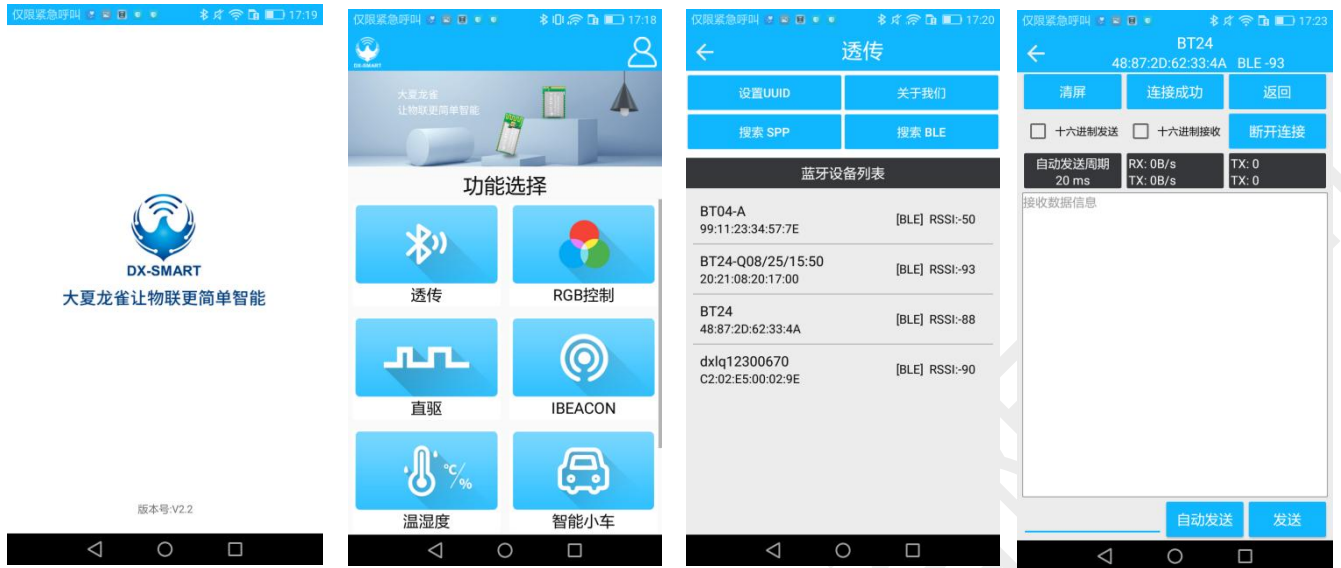 仅限紧急呼叫
17:19
DX-SMART
大夏龙雀让物联更简单智能
版本号:V2.2
仅限紧急呼叫
17:18
DX-SMART
大夏龙雀
让物联更简单智能
功能选择
透传
RGB控制
直驱
IBEACON
℃/%
温湿度
智能小车
仅限紧急呼叫
17:20
透传
设置UUID
关于我们
搜索 SPP
搜索 BLE
蓝牙设备列表
BT04-A
99:11:23:34:57:7E
[BLE] RSSI:-50
BT24-Q08/25/15:50
20:21:08:20:17:00
[BLE] RSSI:-93
BT24
48:87:2D:62:33:4A
[BLE] RSSI:-88
dxlq12300670
C2:02:E5:00:02:9E
[BLE] RSSI:-90
仅限紧急呼叫
17:23
BT24
48:87:2D:62:33:4A BLE -93
清屏
连接成功
返回
十六进制发送
十六进制接收
断开连接
自动发送周期
20 ms
RX: 0B/s
TX: 0B/s
TX: 0
TX: 0
接收数据信息
自动发送
发送